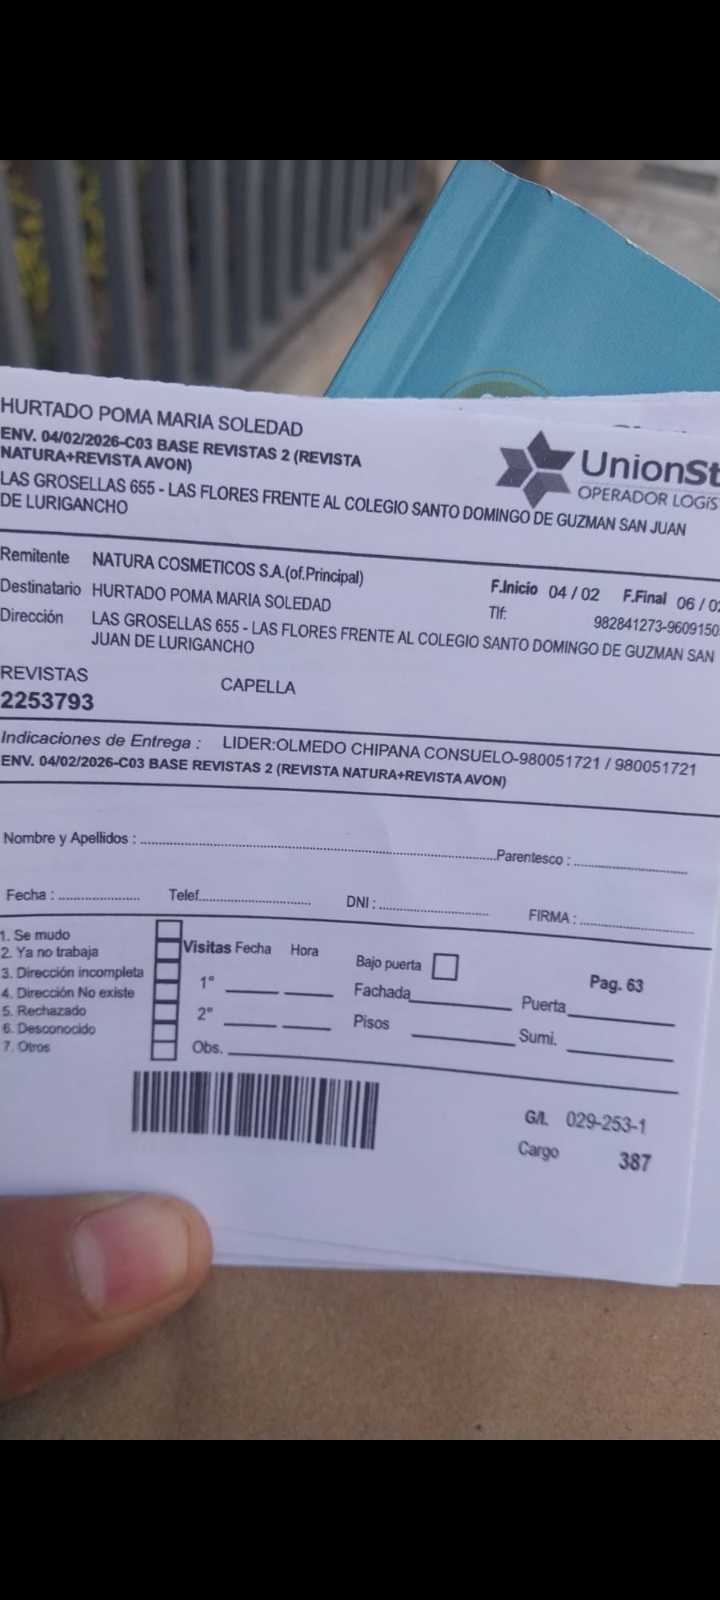 HURTADO POMA MARIA SOLEDAD
ENV. 04/02/2026-C03 BASE REVISTAS 2 (REVISTA
NATURA+REVISTA AVON)
UnionSt
OPERADOR LOGÍS
LAS GROSELLAS 655 - LAS FLORES FRENTE AL COLEGIO SANTO DOMINGO DE GUZMAN SAN JUAN
DE LURIGANCHO
Remitente NATURA COSMETICOS S.A.(of.Principal)
F.Inicio 04 / 02 F.Final 06 / 02
Destinatario HURTADO POMA MARIA SOLEDAD
Tlf: 982841273-9609150
Dirección LAS GROSELLAS 655 - LAS FLORES FRENTE AL COLEGIO SANTO DOMINGO DE GUZMAN SAN
JUAN DE LURIGANCHO
REVISTAS CAPELLA
2253793
Indicaciones de Entrega : LIDER:OLMEDO CHIPANA CONSUELO-980051721 / 980051721
ENV. 04/02/2026-C03 BASE REVISTAS 2 (REVISTA NATURA+REVISTA AVON)
Nombre y Apellidos : Parentesco :
Fecha : Telef. DNI : FIRMA :
1. Se mudo
2. Ya no trabaja
3. Dirección incompleta
4. Dirección No existe
5. Rechazado
6. Desconocido
7. Otros
Visitas Fecha Hora
1°
2°
Obs.
Bajo puerta
Pag. 63
Fachada Puerta
Pisos Sumi.
G/L 029-253-1
Cargo 387